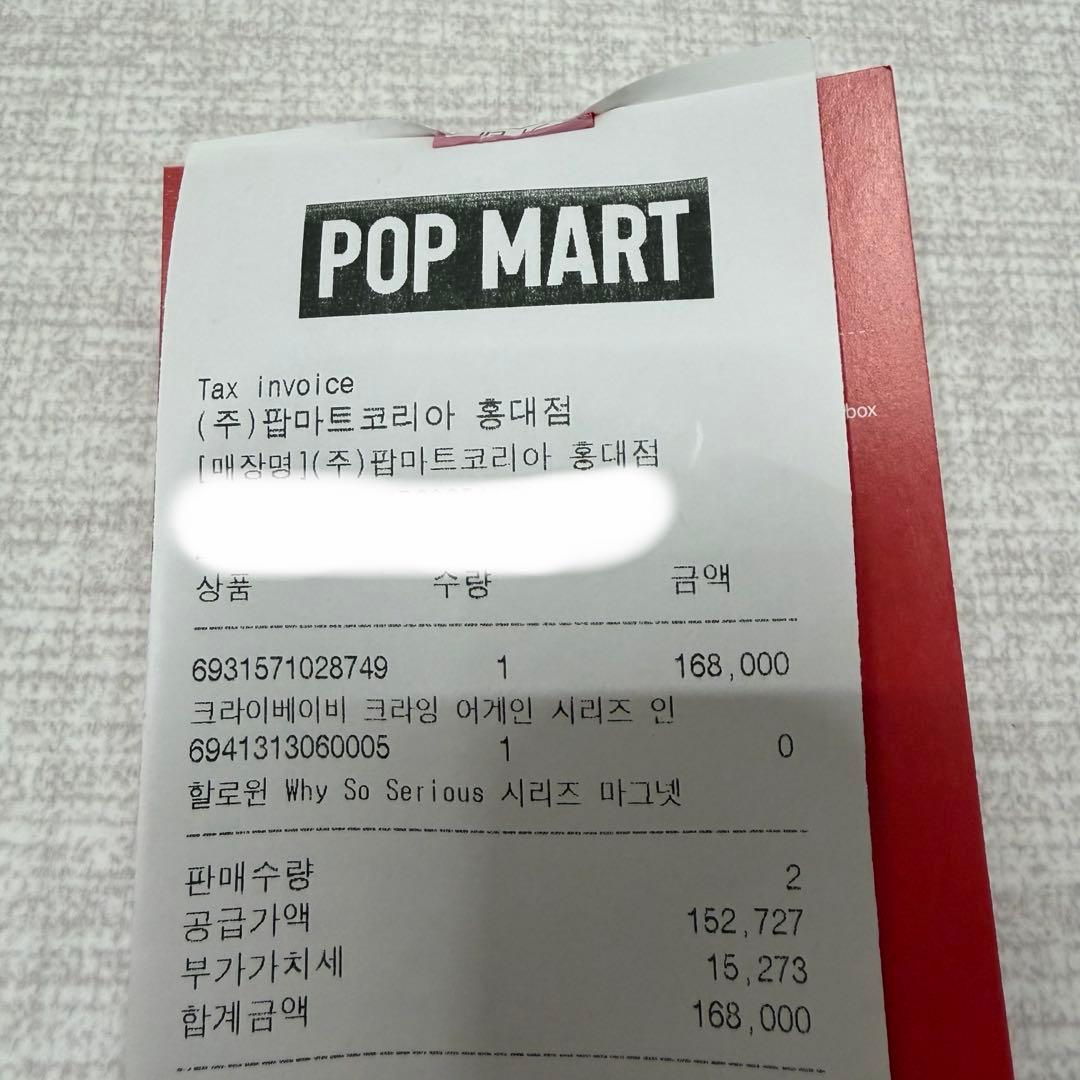 POP MART
Tax invoice
(주)팝마트코리아 홍대점
[매장명](주)팝마트코리아 홍대점
box
상품 수량 금액
6931571028749 1 168,000
크라이베이비 크라잉 어게인 시리즈 인
6941313060005 1 0
할로윈 Why So Serious 시리즈 마그넷
판매수량 2
공급가액 152,727
부가가치세 15,273
합계금액 168,000